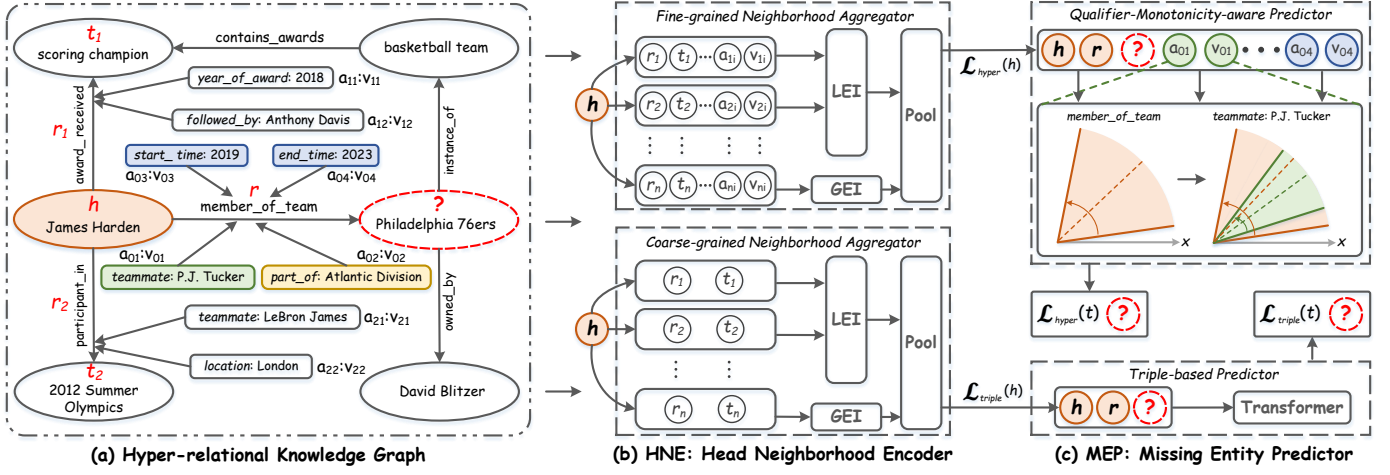 t1
scoring champion
contains_awards
basketball team
year_of_award: 2018
a11:v11
followed_by: Anthony Davis
a12:v12
r1
award_received
instance_of
start_time: 2019
a03:v03
end_time: 2023
a04:v04
h
James Harden
r
member_of_team
?
Philadelphia 76ers
a01:v01
teammate: P.J. Tucker
a02:v02
part_of: Atlantic Division
r2
participant_in
owned_by
teammate: LeBron James
a21:v21
location: London
a22:v22
t2
2012 Summer
Olympics
David Blitzer
(a) Hyper-relational Knowledge Graph
Fine-grained Neighborhood Aggregator
h
r1 t1 ··· a1i v1i
r2 t2 ··· a2i v2i
⋮ ⋮ ⋮ ⋮
rn tn ··· ani vni
LEI
GEI
Pool
𝓛hyper(h)
Coarse-grained Neighborhood Aggregator
h
r1 t1
r2 t2
⋮ ⋮
rn tn
LEI
GEI
Pool
𝓛triple(h)
(b) HNE: Head Neighborhood Encoder
Qualifier-Monotonicity-aware Predictor
h r ? a01 v01 ••• a04 v04
member_of_team
x
teammate: P.J. Tucker
x
𝓛hyper(t) ?
𝓛triple(t) ?
Triple-based Predictor
h r ?
Transformer
(c) MEP: Missing Entity Predictor